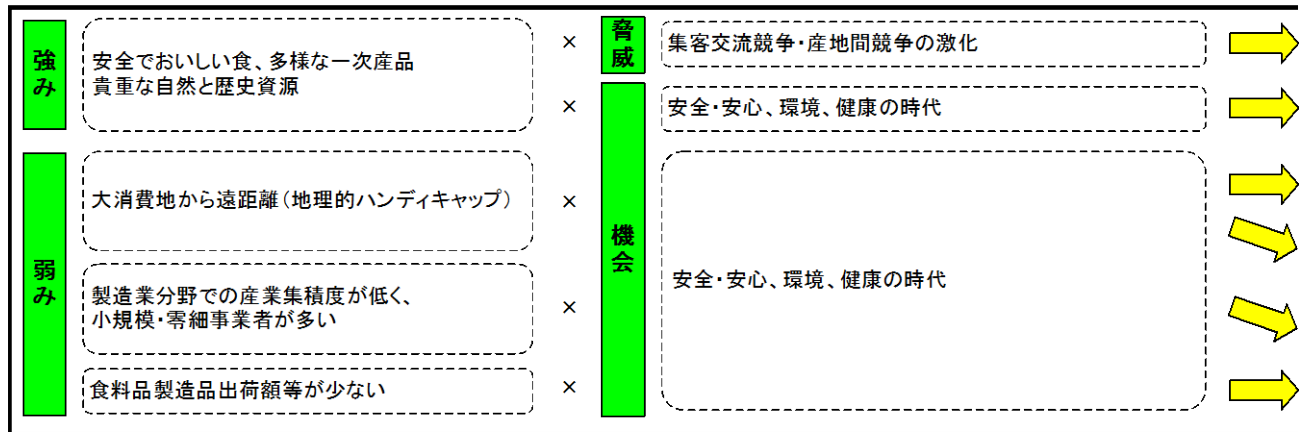 強み
安全でおいしい食、多様な一次産品
貴重な自然と歴史資源
×
×
脅威
集客交流競争・産地間競争の激化
機会
安全・安心、環境、健康の時代
弱み
大消費地から遠距離（地理的ハンディキャップ）
×
製造業分野での産業集積度が低く、
小規模・零細事業者が多い
×
食料品製造品出荷額等が少ない
×
安全・安心、環境、健康の時代